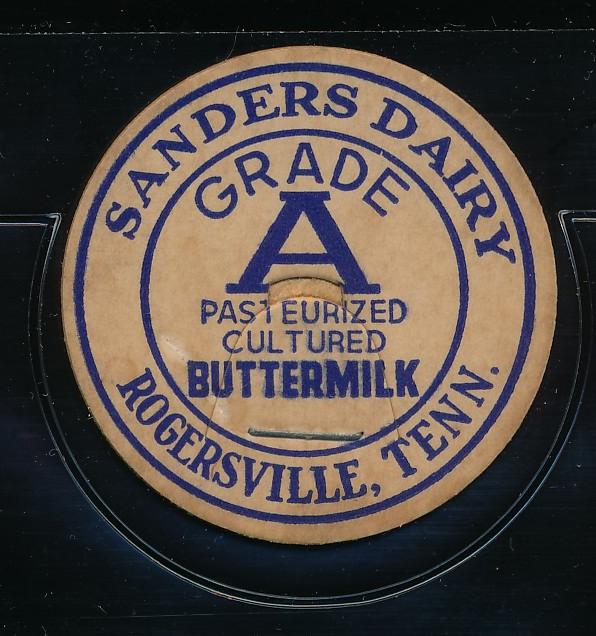 SANDERS DAIRY
GRADE
A
PASTEURIZED
CULTURED
BUTTERMILK
ROGERSVILLE, TENN.